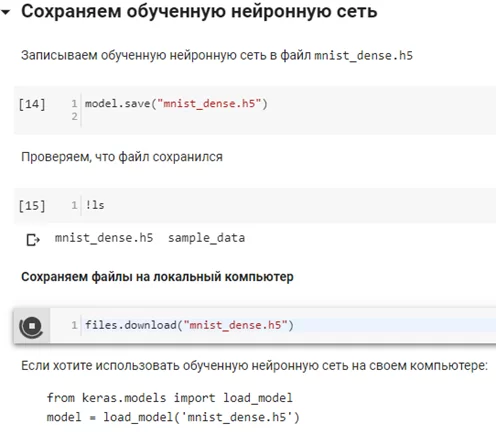 Сохраняем обученную нейронную сеть
Записываем обученную нейронную сеть в файл mnist_dense.h5
[14] 1 model.save("mnist_dense.h5")
2
Проверяем, что файл сохранился
[15] 1 !ls
mnist_dense.h5 sample_data
Сохраняем файлы на локальный компьютер
1 files.download("mnist_dense.h5")
Если хотите использовать обученную нейронную сеть на своем компьютере:
from keras.models import load_model
model = load_model('mnist_dense.h5')